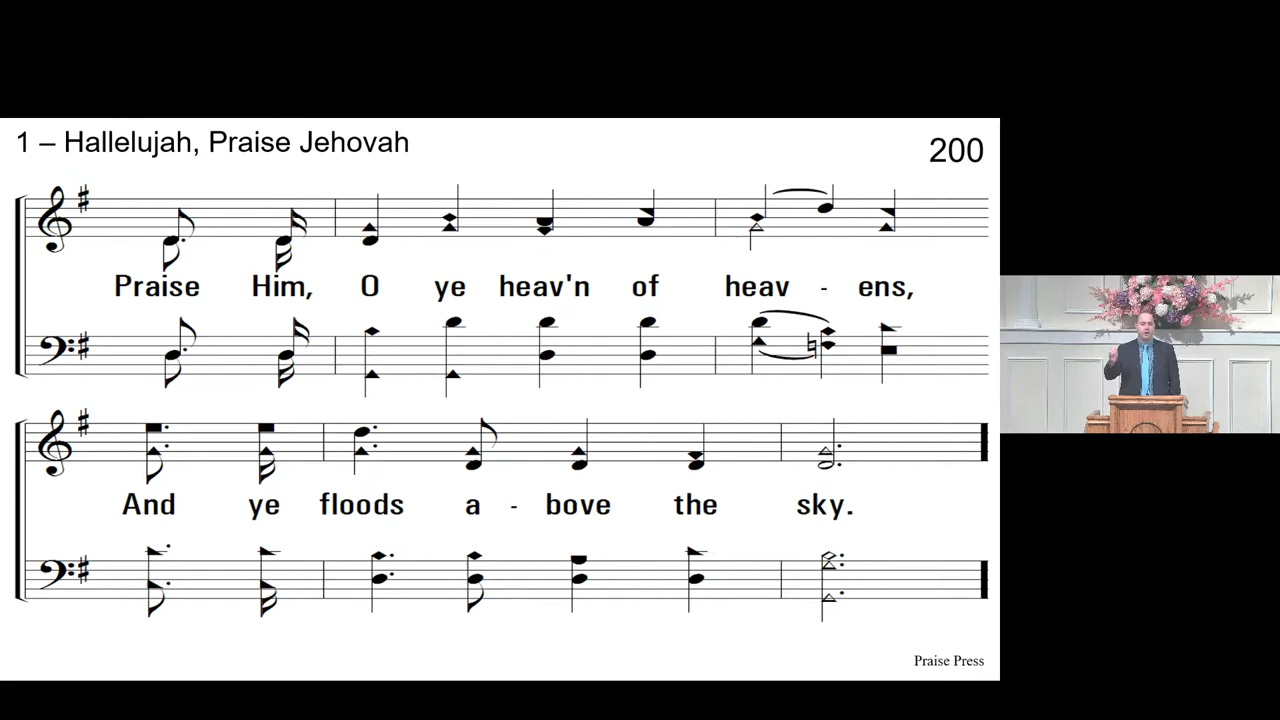 1 – Hallelujah, Praise Jehovah
200
Praise Him, O ye heav'n of heav - ens,
And ye floods a - bove the sky.
Praise Press